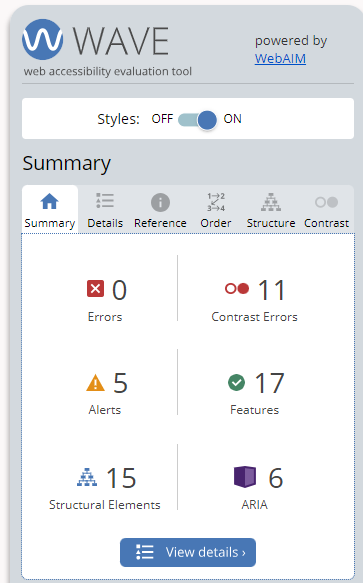 WAVE
powered by
WebAIM
web accessibility evaluation tool
Styles: OFF ON
Summary
Summary Details Reference Order Structure Contrast
0 11
Errors Contrast Errors
5 17
Alerts Features
15 6
Structural Elements ARIA
View details ›